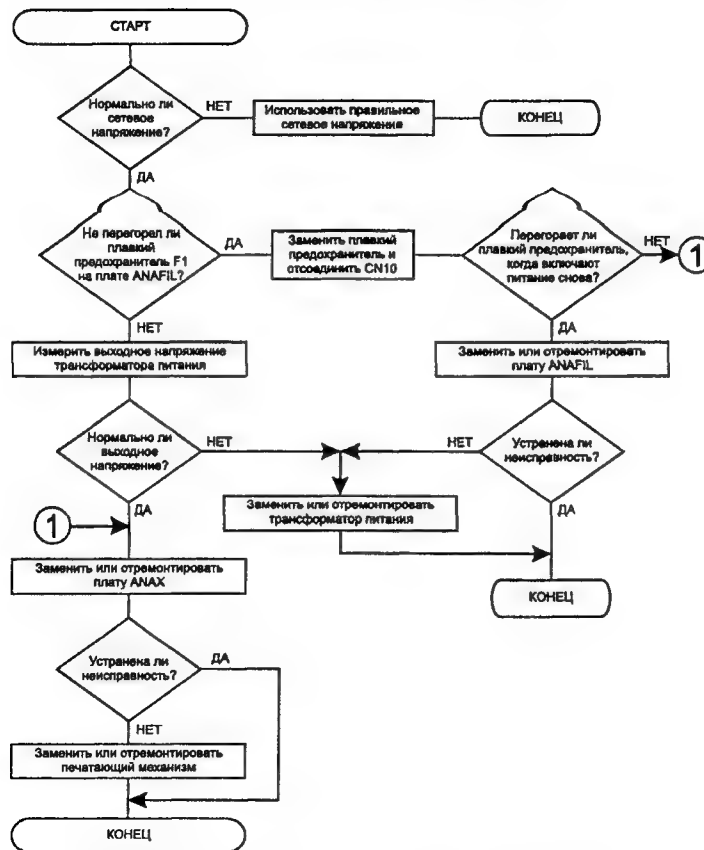 СТАРТ
Нормально ли
сетевое
напряжение?
НЕТ
Использовать правильное
сетевое напряжение
КОНЕЦ
ДА
Не перегорел ли
плавкий
предохранитель F1
на плате ANAFIL?
ДА
Заменить плавкий
предохранитель и
отсоединить CN10
Перегорает ли
плавкий предохранитель,
когда включают
питание снова?
НЕТ
1
НЕТ
ДА
Измерить выходное напряжение
трансформатора питания
Заменить или отремонтировать
плату ANAFIL
Нормально ли
выходное
напряжение?
НЕТ
НЕТ
Устранена ли
неисправность?
ДА
ДА
1
Заменить или отремонтировать
трансформатор питания
Заменить или отремонтировать
плату ANAX
КОНЕЦ
Устранена ли
неисправность?
ДА
НЕТ
Заменить или отремонтировать
печатающий механизм
КОНЕЦ